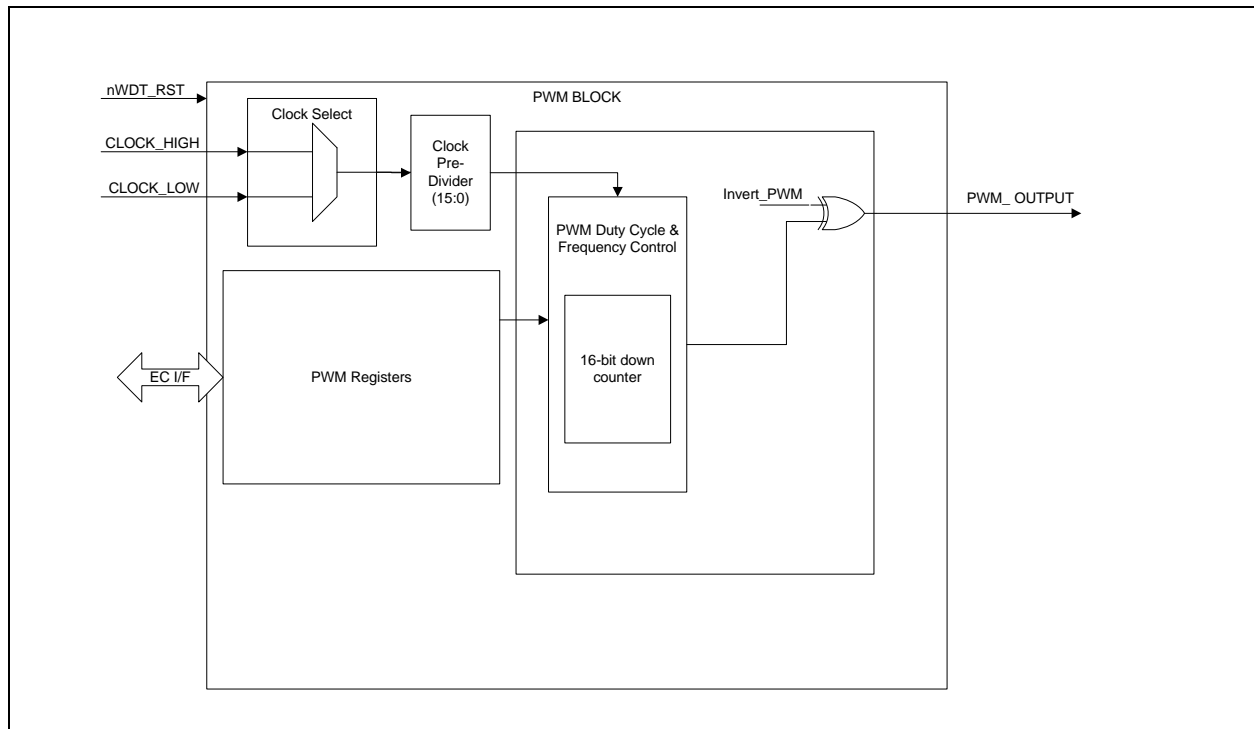 nWDT_RST
PWM BLOCK
Clock Select
CLOCK_HIGH
CLOCK_LOW
Clock
Pre-
Divider
(15:0)
Invert_PWM
PWM_ OUTPUT
PWM Duty Cycle &
Frequency Control
16-bit down
counter
EC I/F
PWM Registers